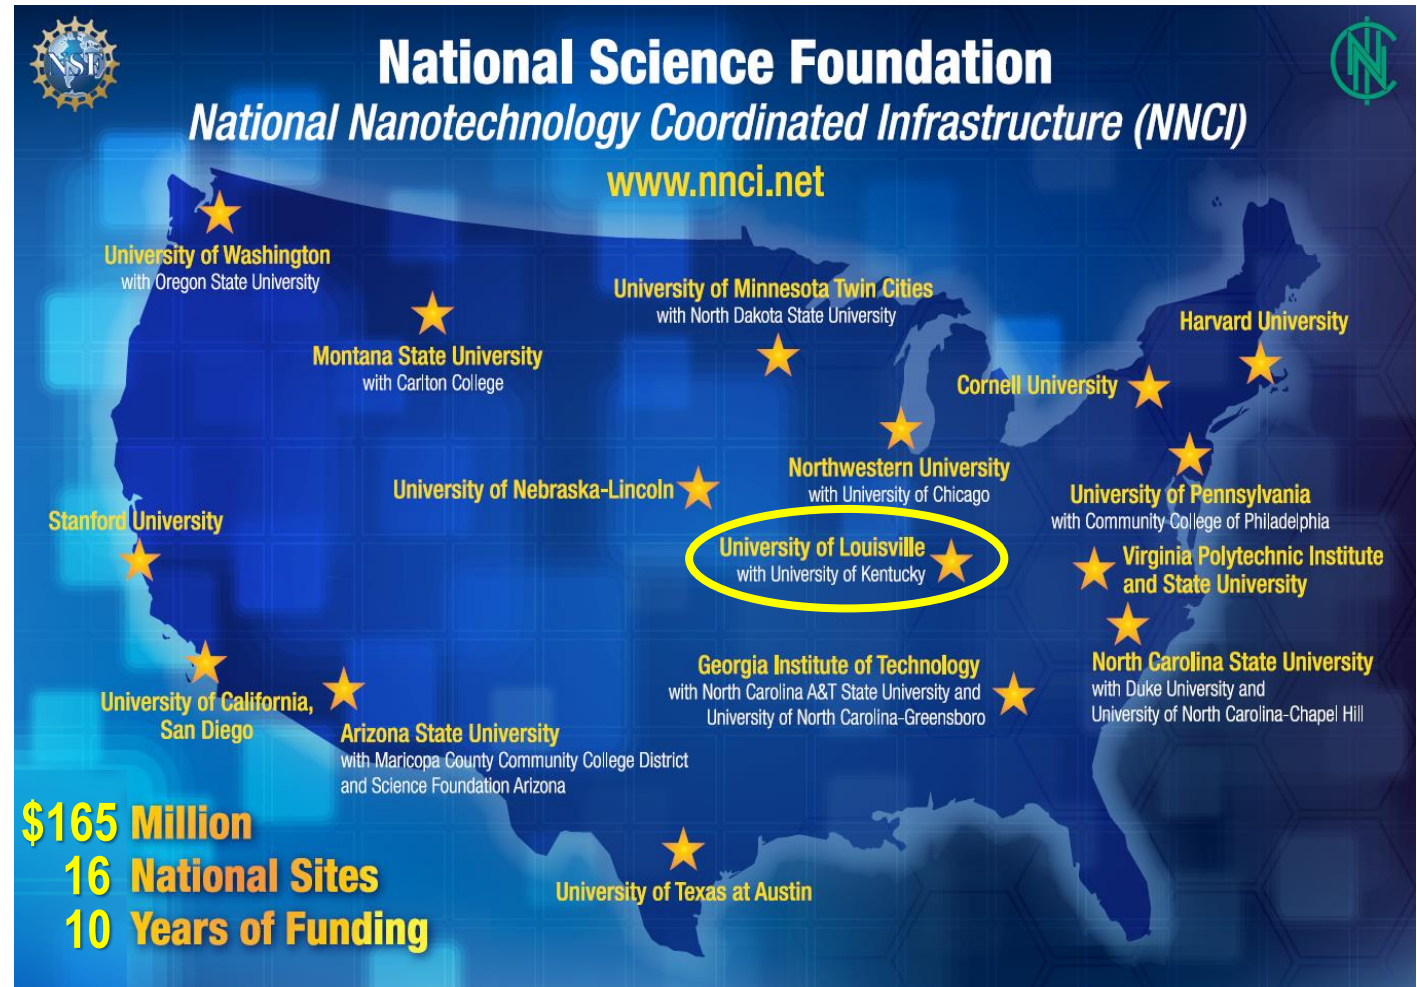 NSF
National Science Foundation
National Nanotechnology Coordinated Infrastructure (NNCI)
www.nnci.net
University of Washington
with Oregon State University
University of Minnesota Twin Cities
with North Dakota State University
Harvard University
Montana State University
with Carlton College
Cornell University
Northwestern University
with University of Chicago
University of Nebraska-Lincoln
University of Pennsylvania
with Community College of Philadelphia
Stanford University
University of Louisville
with University of Kentucky
Virginia Polytechnic Institute
and State University
Georgia Institute of Technology
with North Carolina A&T State University and
University of North Carolina-Greensboro
North Carolina State University
with Duke University and
University of North Carolina-Chapel Hill
University of California,
San Diego
Arizona State University
with Maricopa County Community College District
and Science Foundation Arizona
$165 Million
16 National Sites
10 Years of Funding
University of Texas at Austin